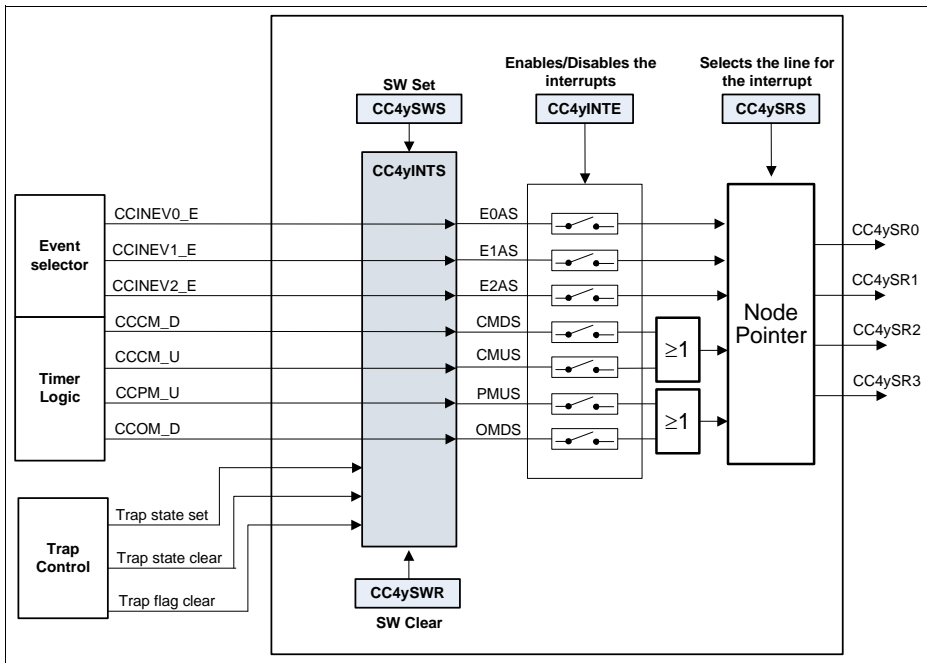 Enables/Disables the
interrupts
Selects the line for
the interrupt
SW Set
CC4ySWS
CC4yINTE
CC4ySRS
CC4yINTS
Event
selector
CCINEV0_E
CCINEV1_E
CCINEV2_E
Timer
Logic
CCCM_D
CCCM_U
CCPM_U
CCOM_D
Trap
Control
Trap state set
Trap state clear
Trap flag clear
E0AS
E1AS
E2AS
CMDS
CMUS
PMUS
OMDS
≥1
≥1
Node
Pointer
CC4ySR0
CC4ySR1
CC4ySR2
CC4ySR3
CC4ySWR
SW Clear